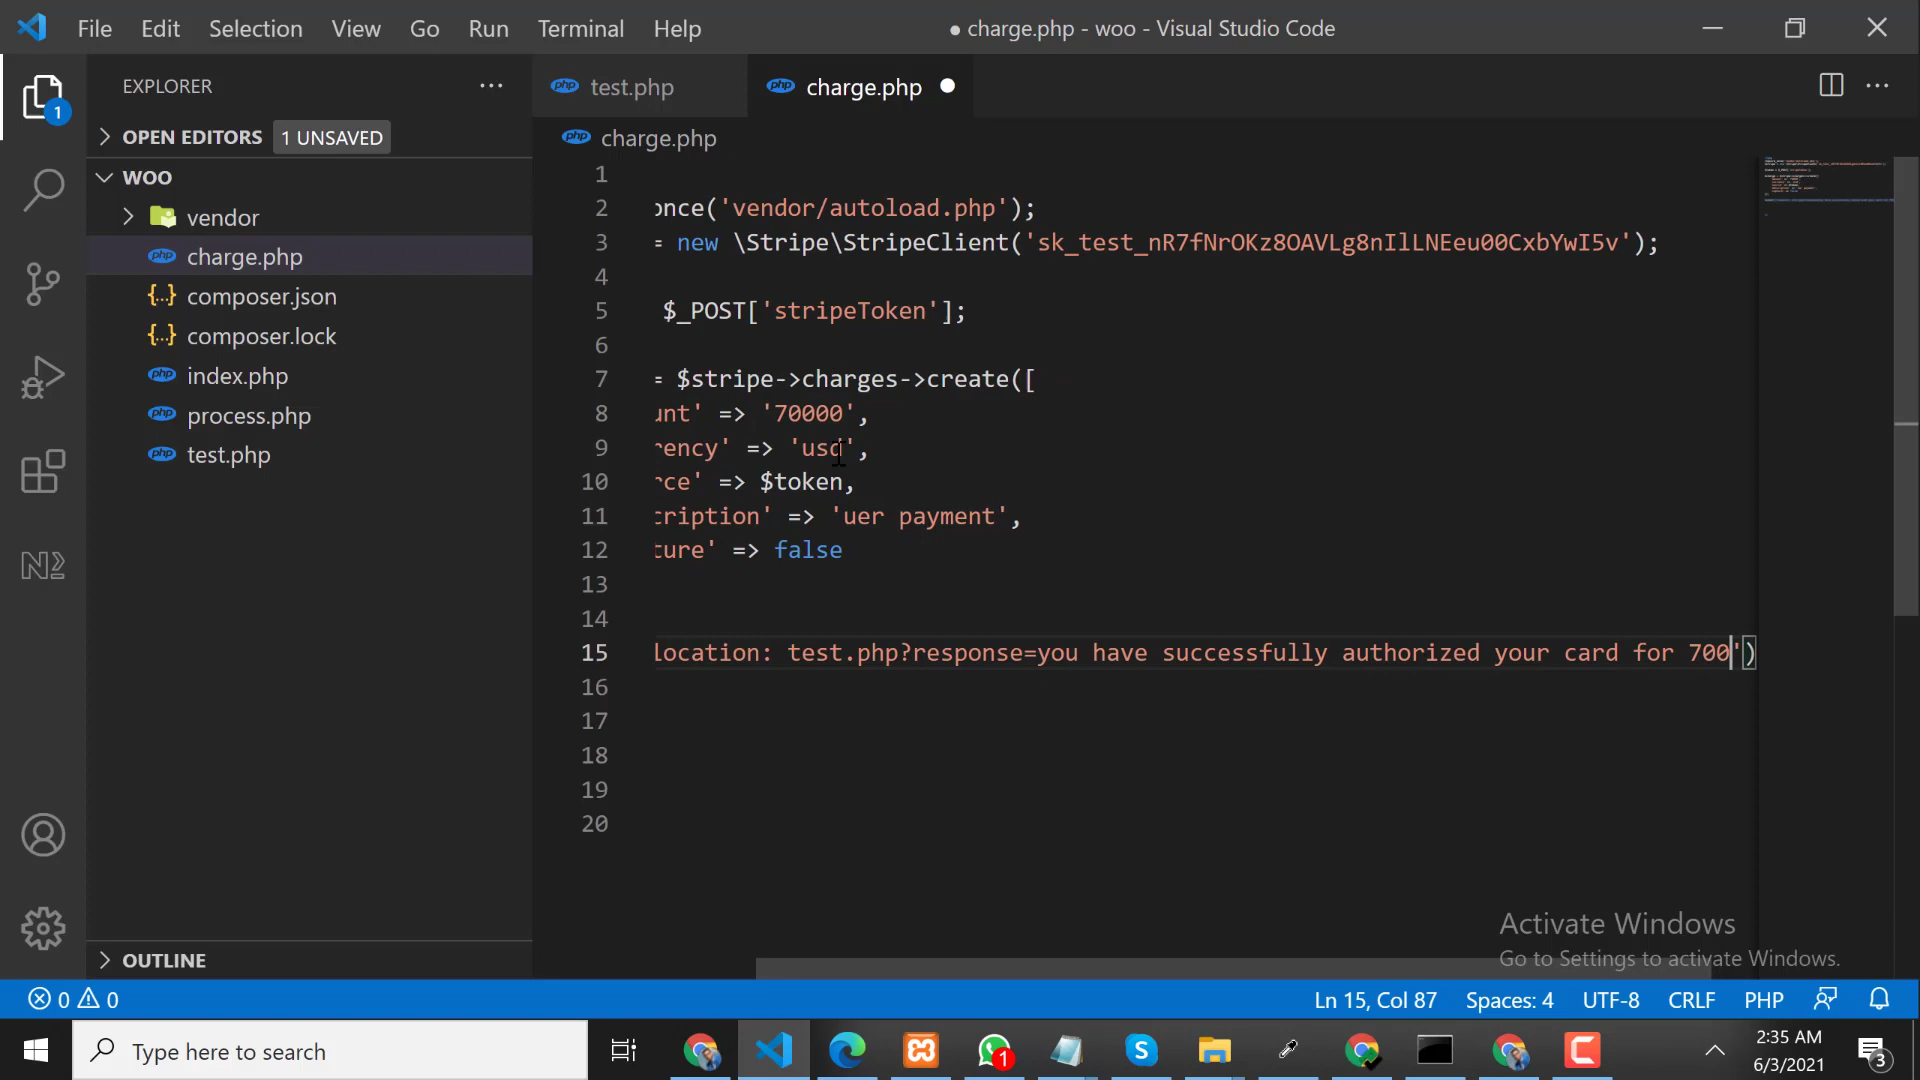 File Edit Selection View Go Run Terminal Help
● charge.php - woo - Visual Studio Code
1
EXPLORER
OPEN EDITORS 1 UNSAVED
WOO
vendor
charge.php
composer.json
composer.lock
index.php
process.php
test.php
OUTLINE
test.php
charge.php
charge.php
1
2 once('vendor/autoload.php');
3 = new \Stripe\StripeClient('sk_test_nR7fNrOKz8OAVLg8nIlLNEeu00CxbYwI5v');
4
5 $_POST['stripeToken'];
6
7 = $stripe->charges->create([
8 unt' => '70000',
9 rency' => 'usd',
10 rce' => $token,
11 cription' => 'uer payment',
12 ture' => false
13
14
15 location: test.php?response=you have successfully authorized your card for 700')
16
17
18
19
20
Activate Windows
Go to Settings to activate Windows.
0 0
Ln 15, Col 87 Spaces: 4 UTF-8 CRLF PHP
Type here to search
1
2:35 AM
6/3/2021
3